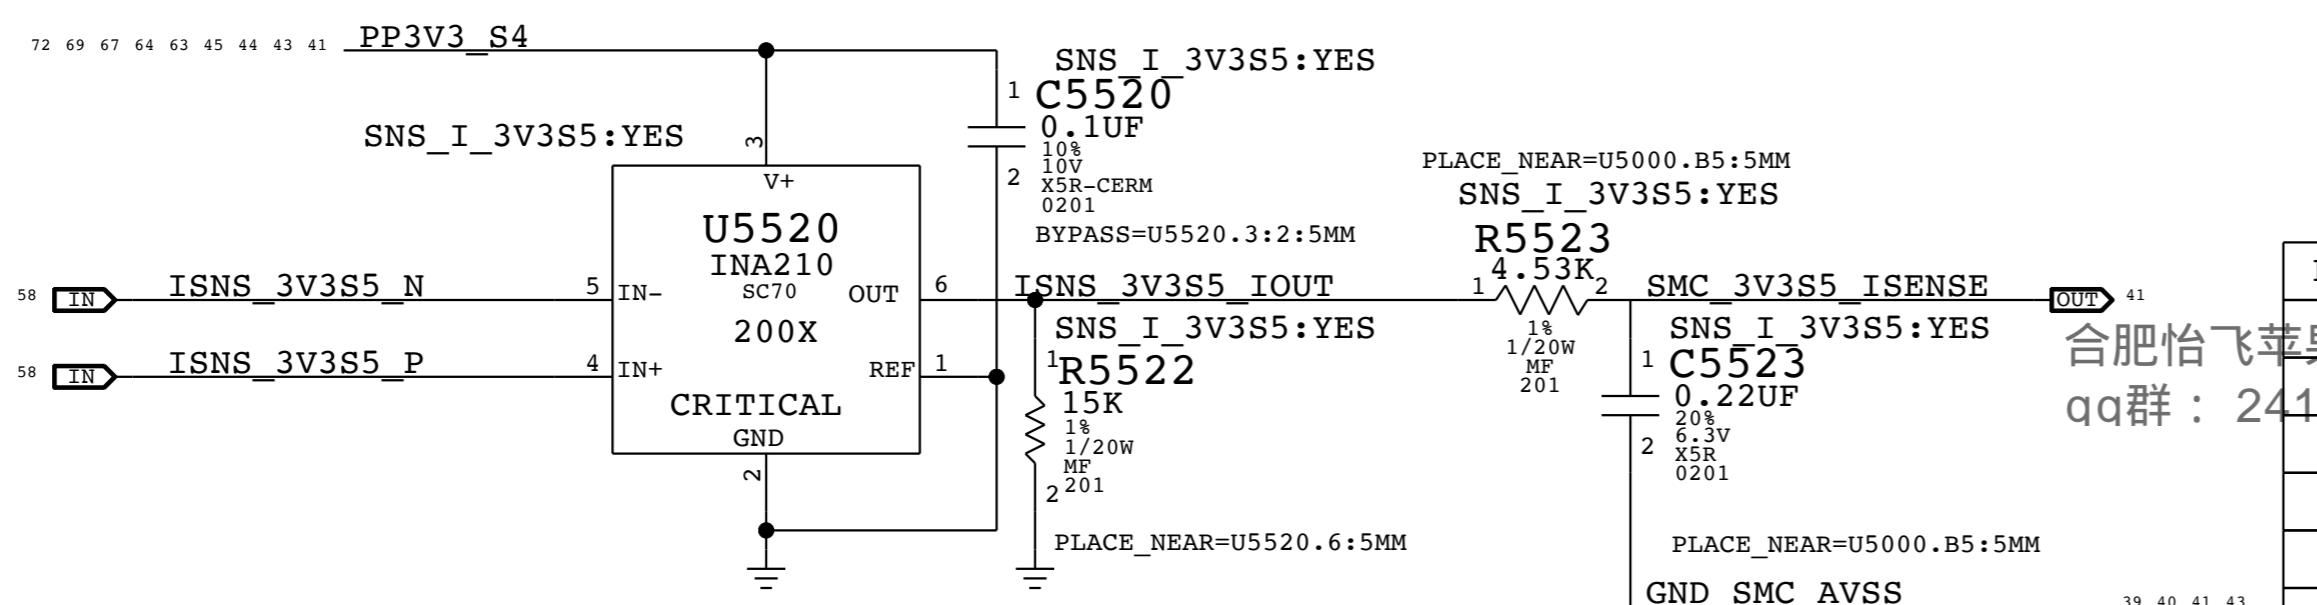 72 69 67 64 63 45 44 43 41 PP3V3_S4
SNS_I_3V3S5:YES
1 C5520
0.1UF
10%
10V
2 X5R-CERM
0201
BYPASS=U5520.3:2:5MM
SNS_I_3V3S5:YES
3
V+
U5520
INA210
SC70
200X
CRITICAL
GND
2
58 IN ISNS_3V3S5_N 5 IN-
58 IN ISNS_3V3S5_P 4 IN+
OUT 6 ISNS_3V3S5_IOUT
REF 1
SNS_I_3V3S5:YES
1 R5522
15K
1%
1/20W
MF
2 201
PLACE_NEAR=U5520.6:5MM
PLACE_NEAR=U5000.B5:5MM
SNS_I_3V3S5:YES
R5523
1 4.53K 2
1%
1/20W
MF
201
SMC_3V3S5_ISENSE OUT 41
SNS_I_3V3S5:YES
1 C5523
0.22UF
20%
6.3V
2 X5R
0201
PLACE_NEAR=U5000.B5:5MM
GND_SMC_AVSS 39 40 41 43
合肥怡飞苹
qq群：241